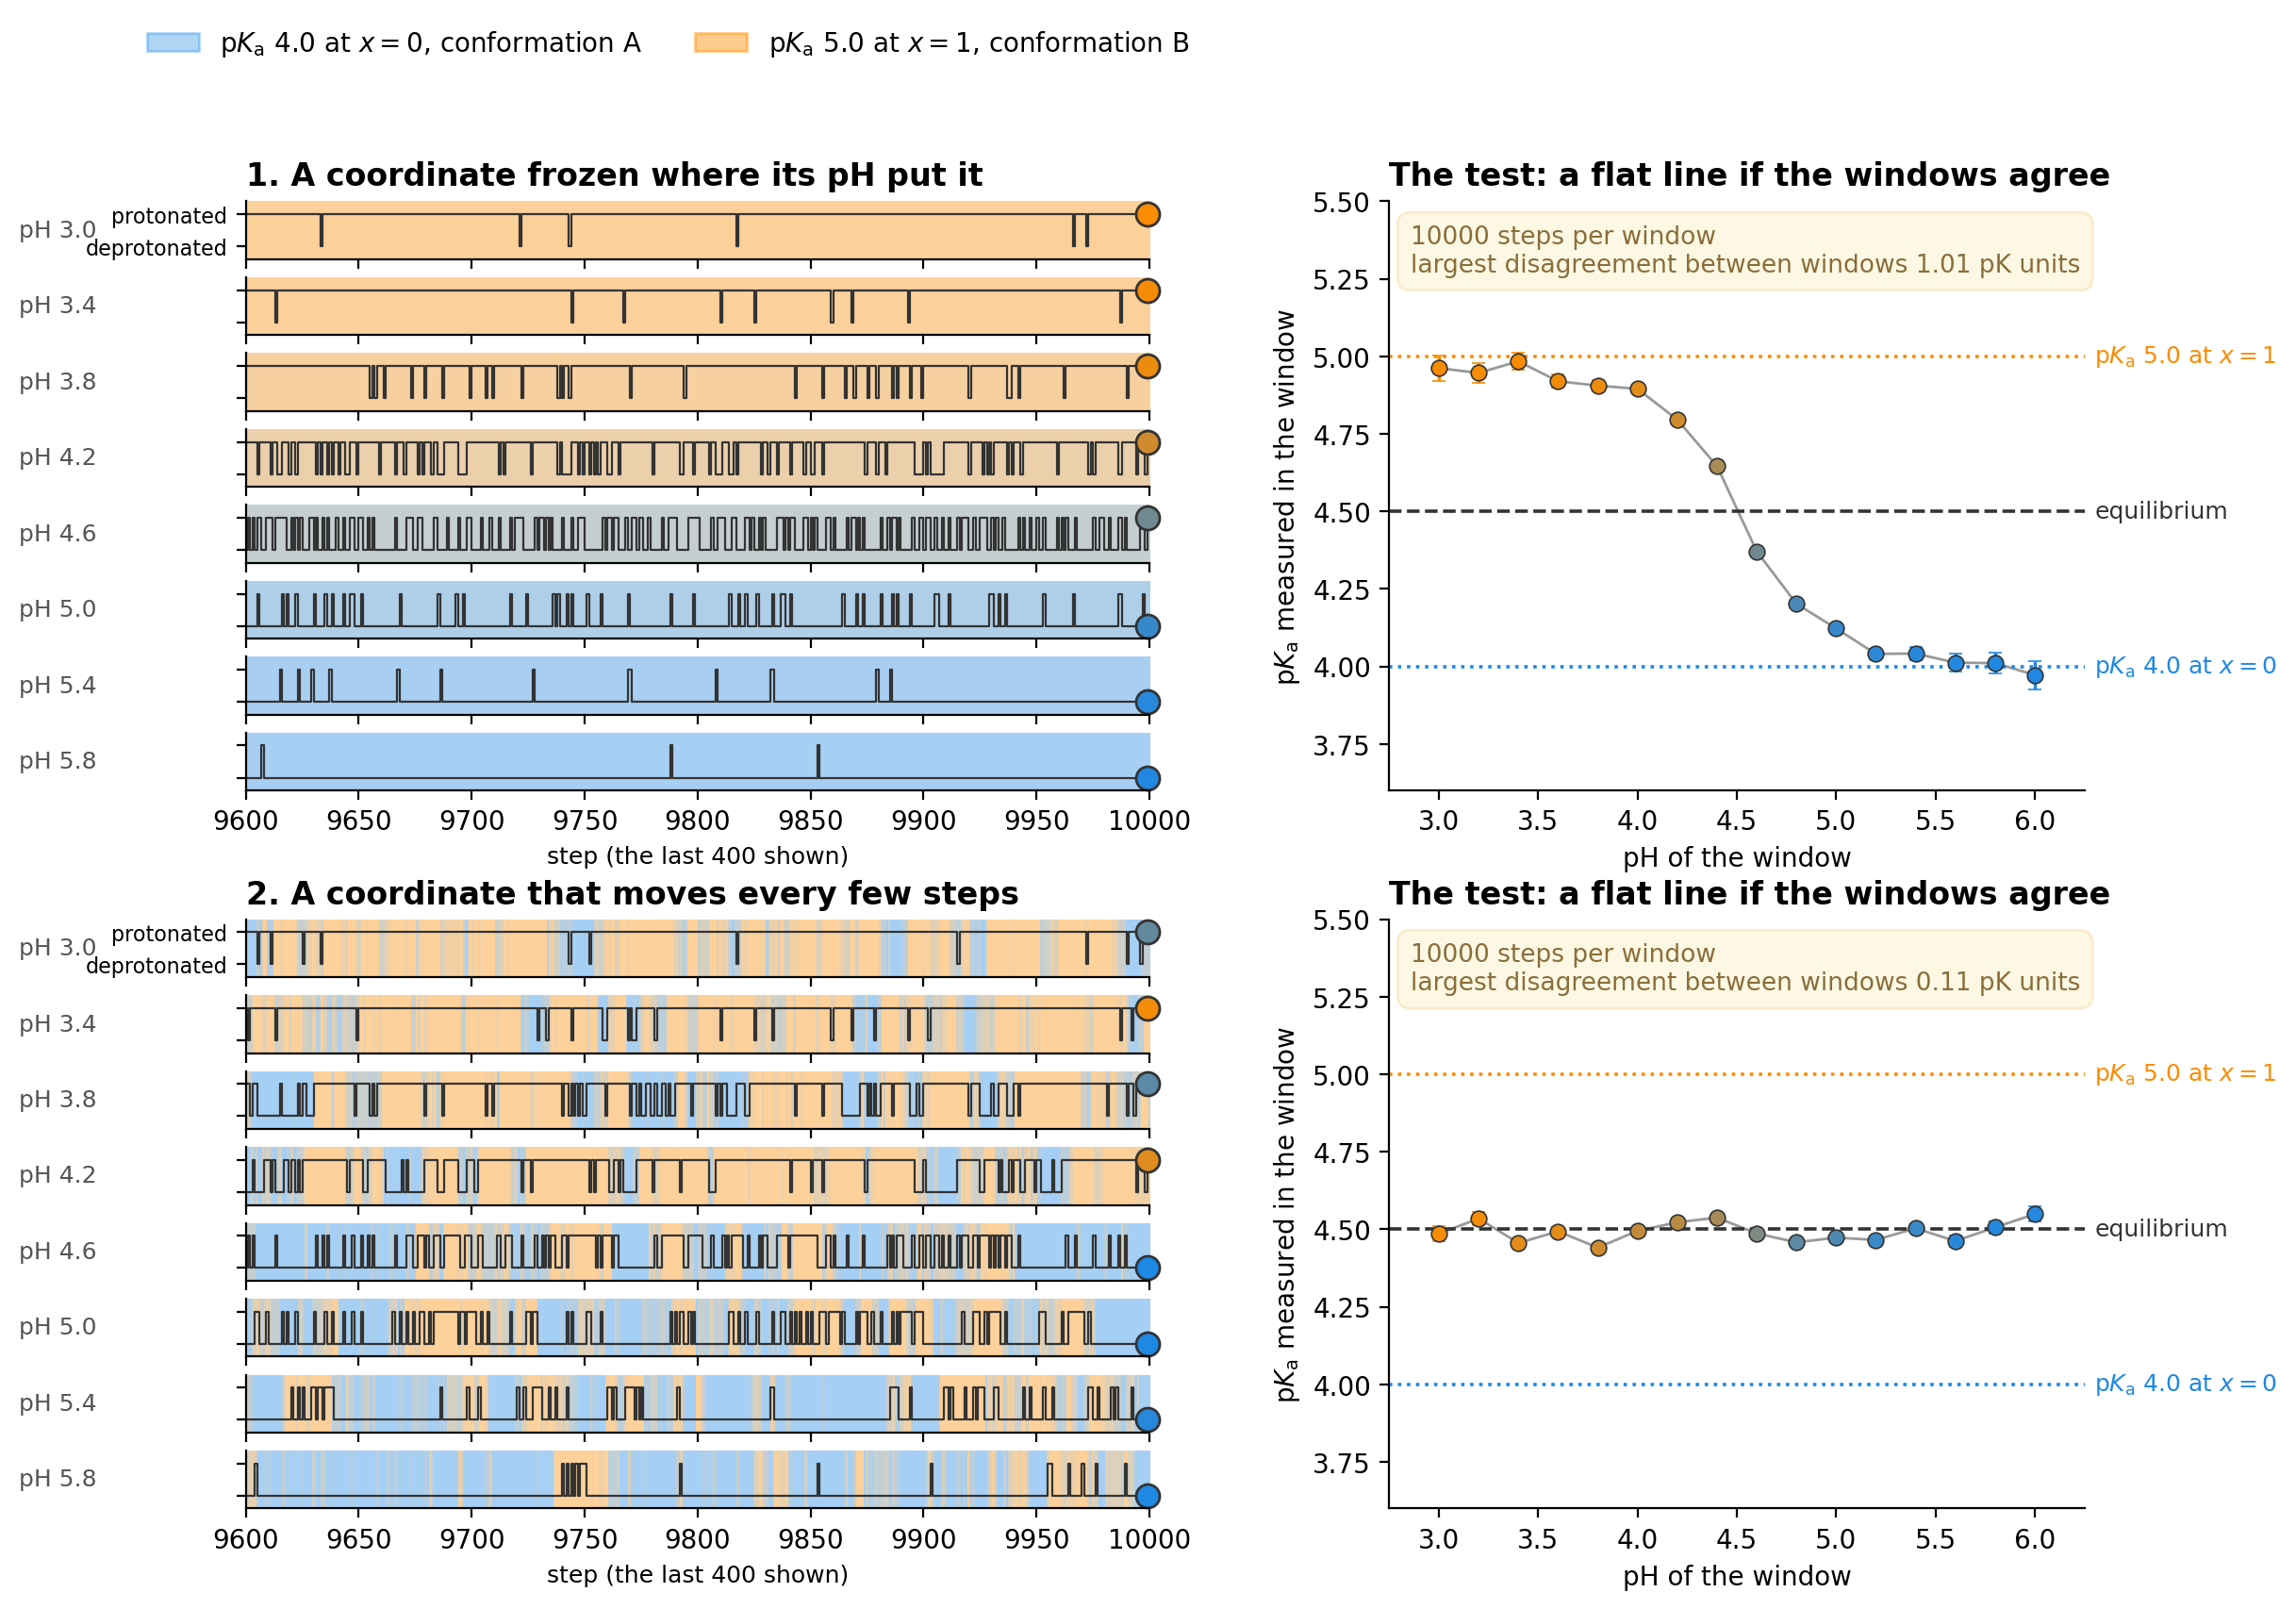 pKa 4.0 at x = 0, conformation A
pKa 5.0 at x = 1, conformation B
1. A coordinate frozen where its pH put it
pH 3.0
protonated
deprotonated
pH 3.4
pH 3.8
pH 4.2
pH 4.6
pH 5.0
pH 5.4
pH 5.8
9600 9650 9700 9750 9800 9850 9900 9950 10000
step (the last 400 shown)
The test: a flat line if the windows agree
10000 steps per window
largest disagreement between windows 1.01 pK units
5.50
5.25
5.00
4.75
4.50
4.25
4.00
3.75
pKa measured in the window
pKa 5.0 at x = 1
equilibrium
pKa 4.0 at x = 0
3.0 3.5 4.0 4.5 5.0 5.5 6.0
pH of the window
2. A coordinate that moves every few steps
pH 3.0
protonated
deprotonated
pH 3.4
pH 3.8
pH 4.2
pH 4.6
pH 5.0
pH 5.4
pH 5.8
9600 9650 9700 9750 9800 9850 9900 9950 10000
step (the last 400 shown)
The test: a flat line if the windows agree
10000 steps per window
largest disagreement between windows 0.11 pK units
5.50
5.25
5.00
4.75
4.50
4.25
4.00
3.75
pKa measured in the window
pKa 5.0 at x = 1
equilibrium
pKa 4.0 at x = 0
3.0 3.5 4.0 4.5 5.0 5.5 6.0
pH of the window